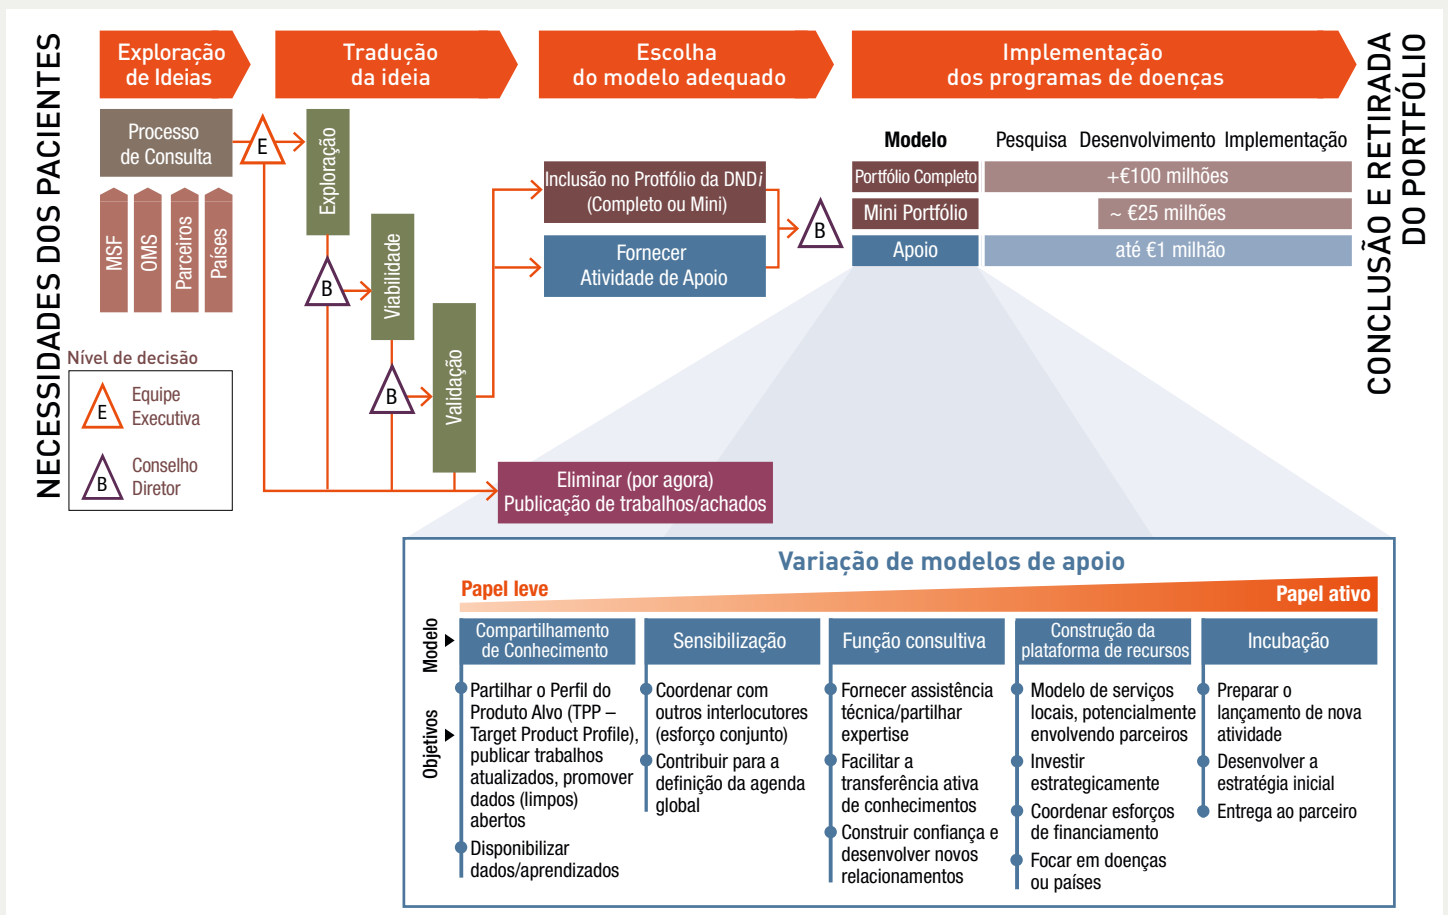 NECESSIDADES DOS PACIENTES
Exploração
de Ideias
Tradução
da ideia
Escolha
do modelo adequado
Implementação
dos programas de doenças
CONCLUSÃO E RETIRADA
DO PORTFÓLIO
Processo
de Consulta
E
MSF
OMS
Parceiros
Países
Exploração
B
Viabilidade
B
Validação
Inclusão no Protfólio da DNDi
(Completo ou Mini)
Fornecer
Atividade de Apoio
B
Modelo
Pesquisa
Desenvolvimento
Implementação
Portfólio Completo
+€100 milhões
Mini Portfólio
~ €25 milhões
Apoio
até €1 milhão
Nível de decisão
E
Equipe
Executiva
B
Conselho
Diretor
Eliminar (por agora)
Publicação de trabalhos/achados
Variação de modelos de apoio
Papel leve
Papel ativo
Modelo
Compartilhamento
de Conhecimento
Sensibilização
Função consultiva
Construção da
plataforma de recursos
Incubação
Objetivos
Partilhar o Perfil do
Produto Alvo (TPP –
Target Product Profile),
publicar trabalhos
atualizados, promover
dados (limpos)
abertos
Disponibilizar
dados/aprendizados
Coordenar com
outros interlocutores
(esforço conjunto)
Contribuir para a
definição da agenda
global
Fornecer assistência
técnica/partilhar
expertise
Facilitar a
transferência ativa
de conhecimentos
Construir confiança e
desenvolver novos
relacionamentos
Modelo de serviços
locais, potencialmente
envolvendo parceiros
Investir
estrategicamente
Coordenar esforços
de financiamento
Focar em doenças
ou países
Preparar o
lançamento de nova
atividade
Desenvolver a
estratégia inicial
Entrega ao parceiro